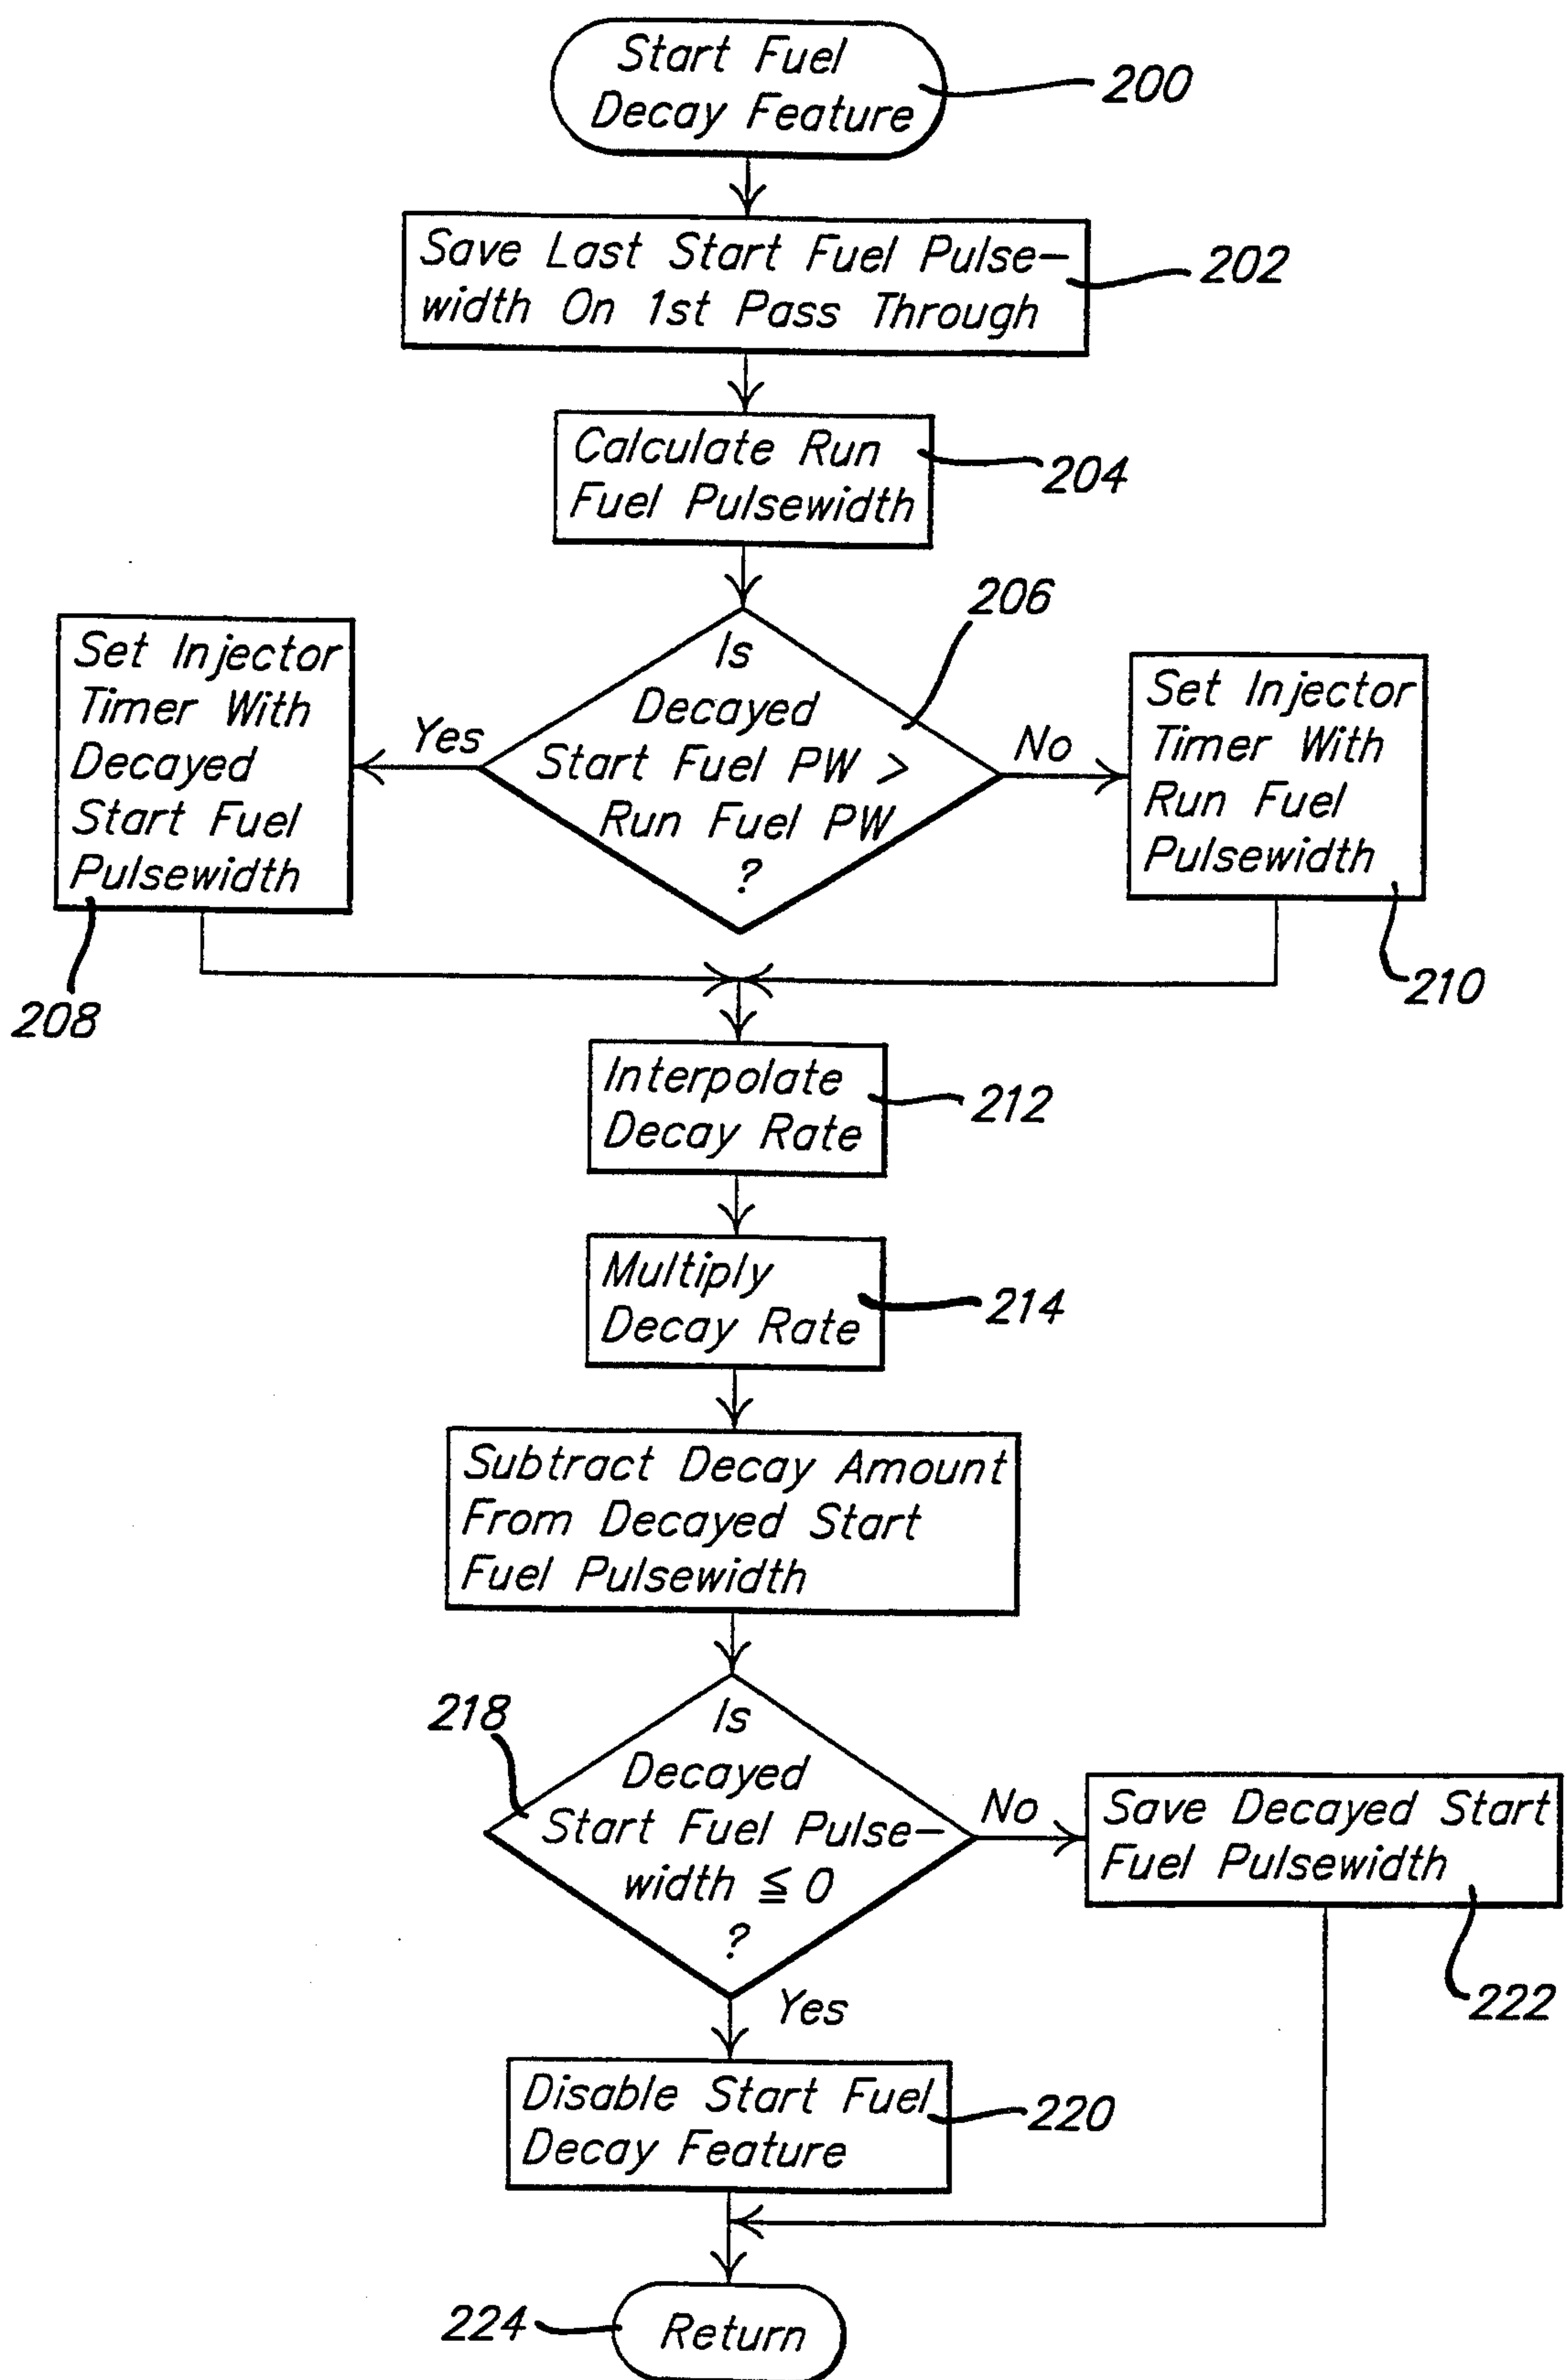 Start Fuel
Decay Feature
200
Save Last Start Fuel Pulse-
width On 1st Pass Through
202
Calculate Run
Fuel Pulsewidth
204
206
Is
Decayed
Start Fuel PW >
Run Fuel PW
?
Yes
No
Set Injector
Timer With
Decayed
Start Fuel
Pulsewidth
208
Set Injector
Timer With
Run Fuel
Pulsewidth
210
Interpolate
Decay Rate
212
Multiply
Decay Rate
214
Subtract Decay Amount
From Decayed Start
Fuel Pulsewidth
218
Is
Decayed
Start Fuel Pulse-
width ≦ 0
?
No
Save Decayed Start
Fuel Pulsewidth
222
Yes
Disable Start Fuel
Decay Feature
220
224
Return